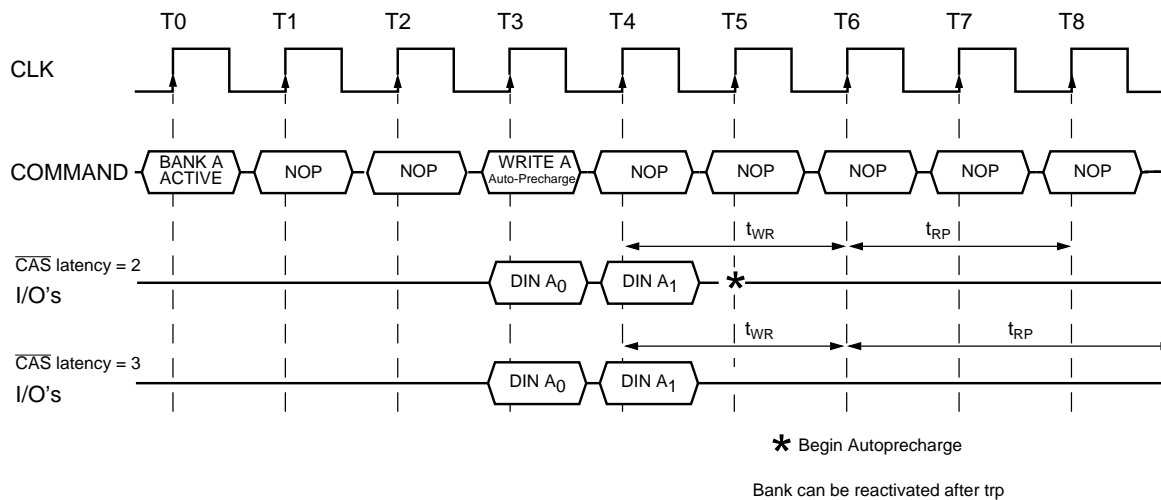 T0 T1 T2 T3 T4 T5 T6 T7 T8
CLK
COMMAND
BANK A
ACTIVE
NOP
NOP
WRITE A
Auto-Precharge
NOP
NOP
NOP
NOP
NOP
tWR
tRP
CAS latency = 2
I/O's
DIN A0
DIN A1
*
tWR
tRP
CAS latency = 3
I/O's
DIN A0
DIN A1
* Begin Autoprecharge
Bank can be reactivated after trp